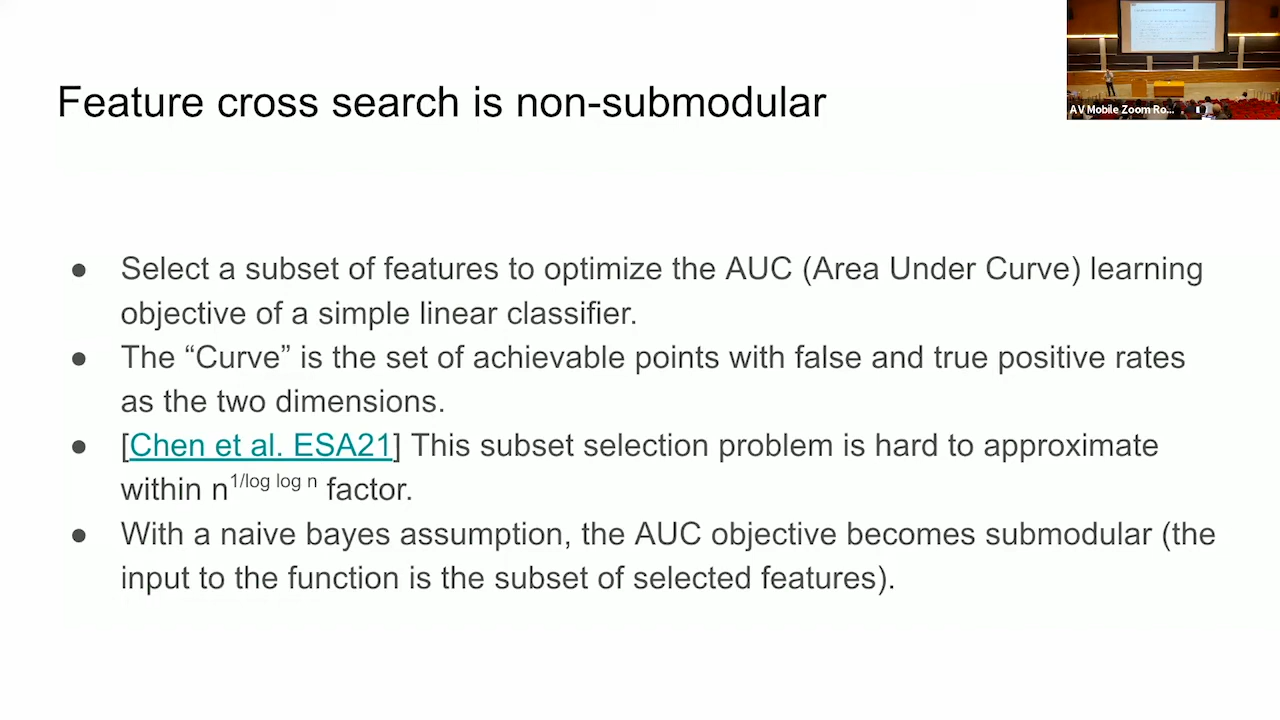 Feature cross search is non-submodular
AV Mobile Zoom Ro...
● Select a subset of features to optimize the AUC (Area Under Curve) learning
objective of a simple linear classifier.
● The “Curve” is the set of achievable points with false and true positive rates
as the two dimensions.
● [Chen et al. ESA21] This subset selection problem is hard to approximate
within n^1/log log n factor.
● With a naive bayes assumption, the AUC objective becomes submodular (the
input to the function is the subset of selected features).